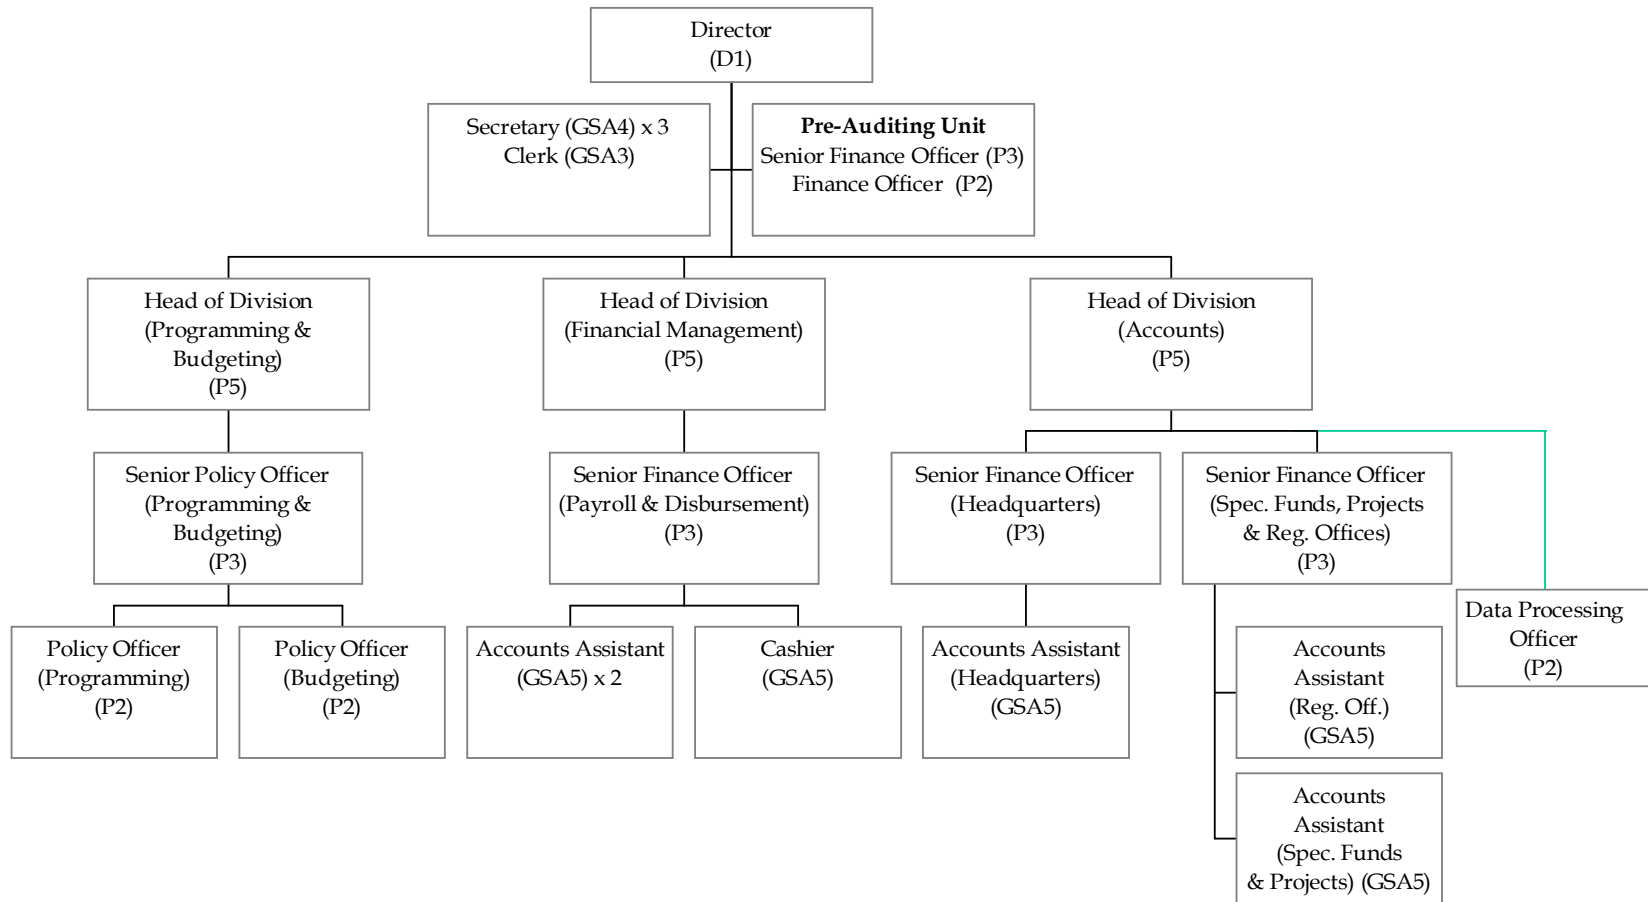 Director
(D1)
Secretary (GSA4) x 3
Clerk (GSA3)
Pre-Auditing Unit
Senior Finance Officer (P3)
Finance Officer (P2)
Head of Division
(Programming &
Budgeting)
(P5)
Head of Division
(Financial Management)
(P5)
Head of Division
(Accounts)
(P5)
Senior Policy Officer
(Programming &
Budgeting)
(P3)
Senior Finance Officer
(Payroll & Disbursement)
(P3)
Senior Finance Officer
(Headquarters)
(P3)
Senior Finance Officer
(Spec. Funds, Projects
& Reg. Offices)
(P3)
Data Processing
Officer
(P2)
Policy Officer
(Programming)
(P2)
Policy Officer
(Budgeting)
(P2)
Accounts Assistant
(GSA5) x 2
Cashier
(GSA5)
Accounts Assistant
(Headquarters)
(GSA5)
Accounts
Assistant
(Reg. Off.)
(GSA5)
Accounts
Assistant
(Spec. Funds
& Projects) (GSA5)